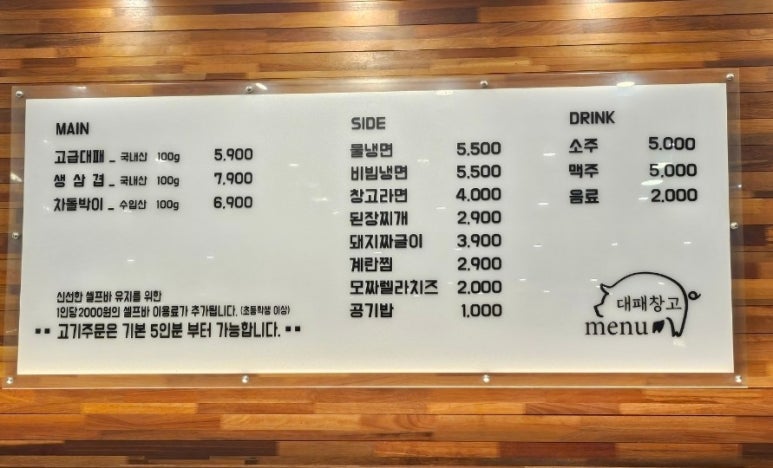 MAIN
고급대패 _ 국내산 100g 5,900
생삼겹 _ 국내산 100g 7,900
차돌박이 _ 수입산 100g 6,900
신선한 셀프바 유지를 위한
1인당2000원의 셀프바 이용료가 추가됩니다. (초등학생 이상)
▪▪ 고기주문은 기본 5인분 부터 가능합니다. ▪▪
SIDE
물냉면 5,500
비빔냉면 5,500
창고라면 4,000
된장찌개 2,900
돼지짜글이 3,900
계란찜 2,900
모짜렐라치즈 2,000
공기밥 1,000
DRINK
소주 5,000
맥주 5,000
음료 2,000
대패창고
menu